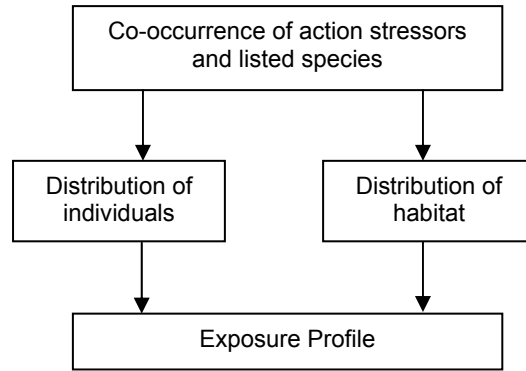 Co-occurrence of action stressors
and listed species
Distribution of
individuals
Distribution of
habitat
Exposure Profile